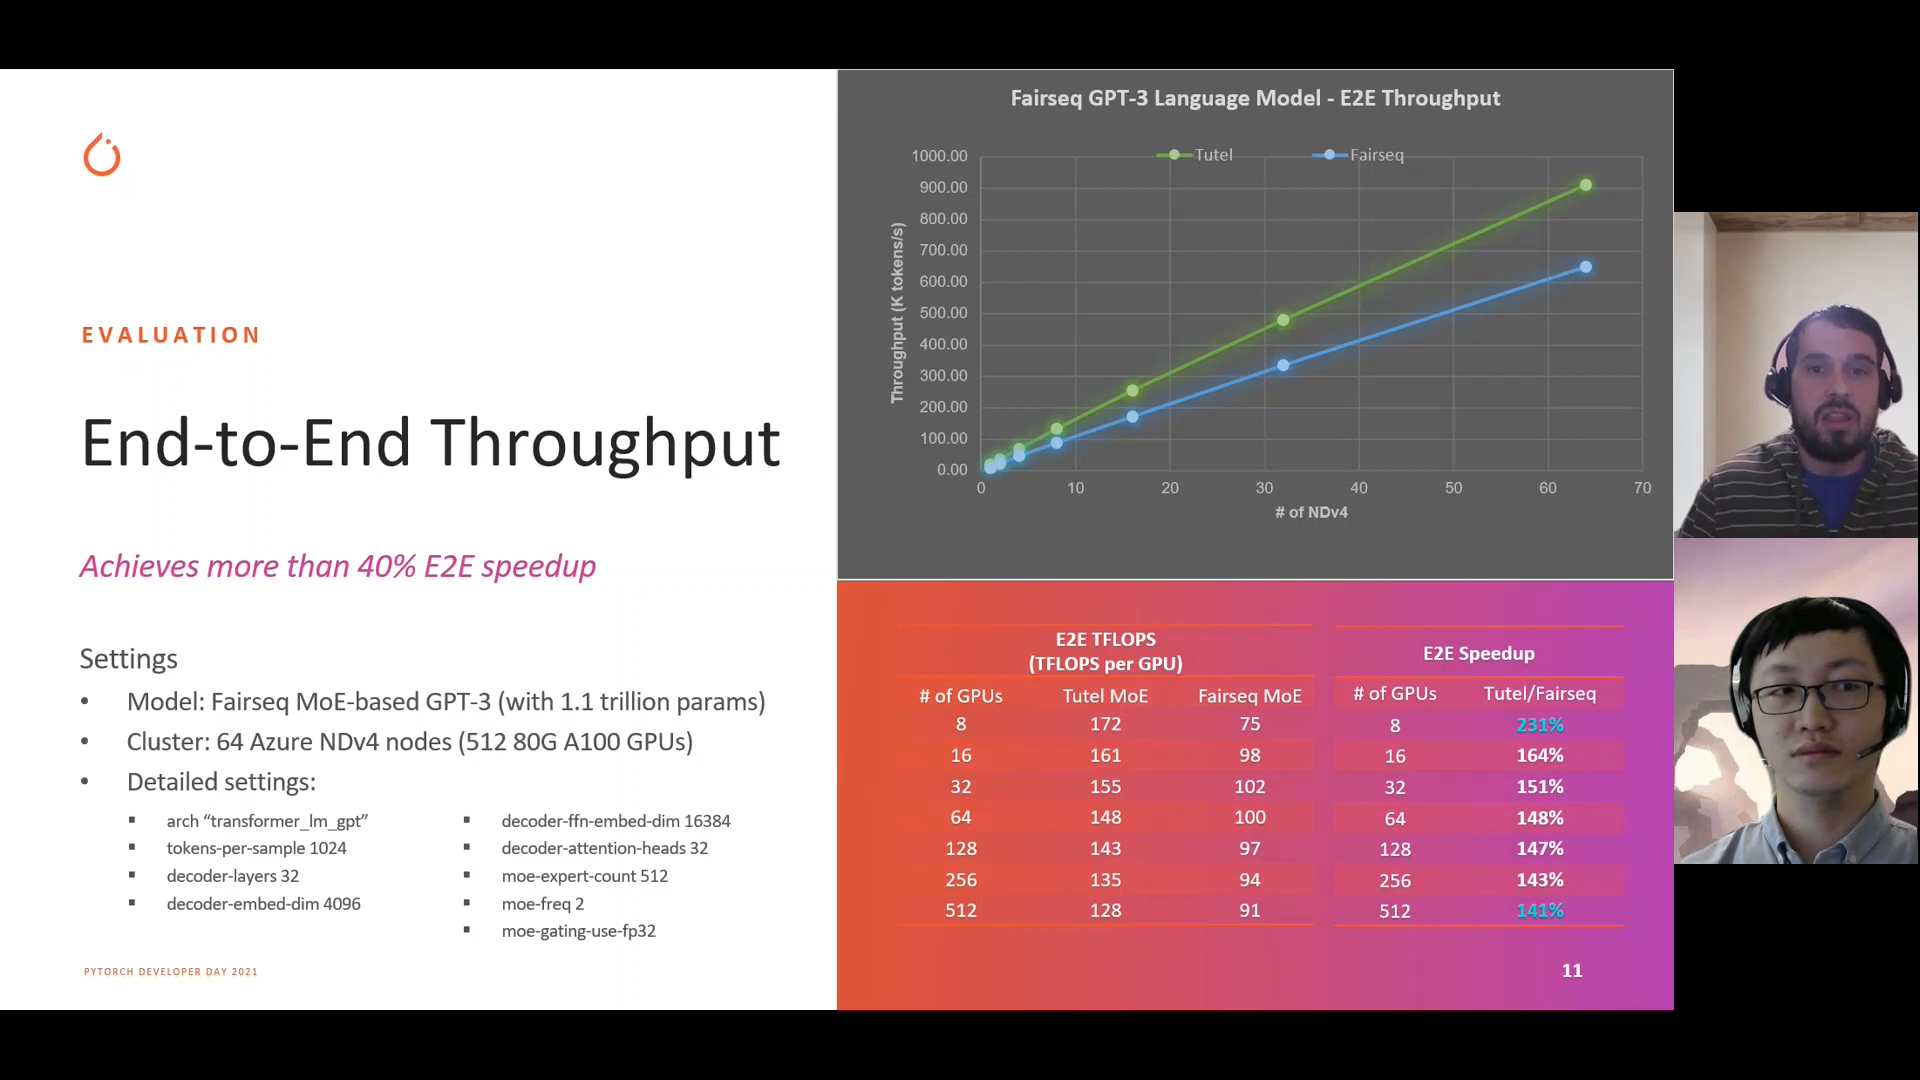 EVALUATION
End-to-End Throughput
Achieves more than 40% E2E speedup
Settings
• Model: Fairseq MoE-based GPT-3 (with 1.1 trillion params)
• Cluster: 64 Azure NDv4 nodes (512 80G A100 GPUs)
• Detailed settings:
▪ arch “transformer_lm_gpt”
▪ tokens-per-sample 1024
▪ decoder-layers 32
▪ decoder-embed-dim 4096
▪ decoder-ffn-embed-dim 16384
▪ decoder-attention-heads 32
▪ moe-expert-count 512
▪ moe-freq 2
▪ moe-gating-use-fp32
PYTORCH DEVELOPER DAY 2021
Fairseq GPT-3 Language Model - E2E Throughput
Tutel Fairseq
Throughput (K tokens/s)
1000.00
900.00
800.00
700.00
600.00
500.00
400.00
300.00
200.00
100.00
0.00
0 10 20 30 40 50 60 70
# of NDv4
E2E TFLOPS
(TFLOPS per GPU)
# of GPUs Tutel MoE Fairseq MoE
8 172 75
16 161 98
32 155 102
64 148 100
128 143 97
256 135 94
512 128 91
E2E Speedup
# of GPUs Tutel/Fairseq
8 231%
16 164%
32 151%
64 148%
128 147%
256 143%
512 141%
11